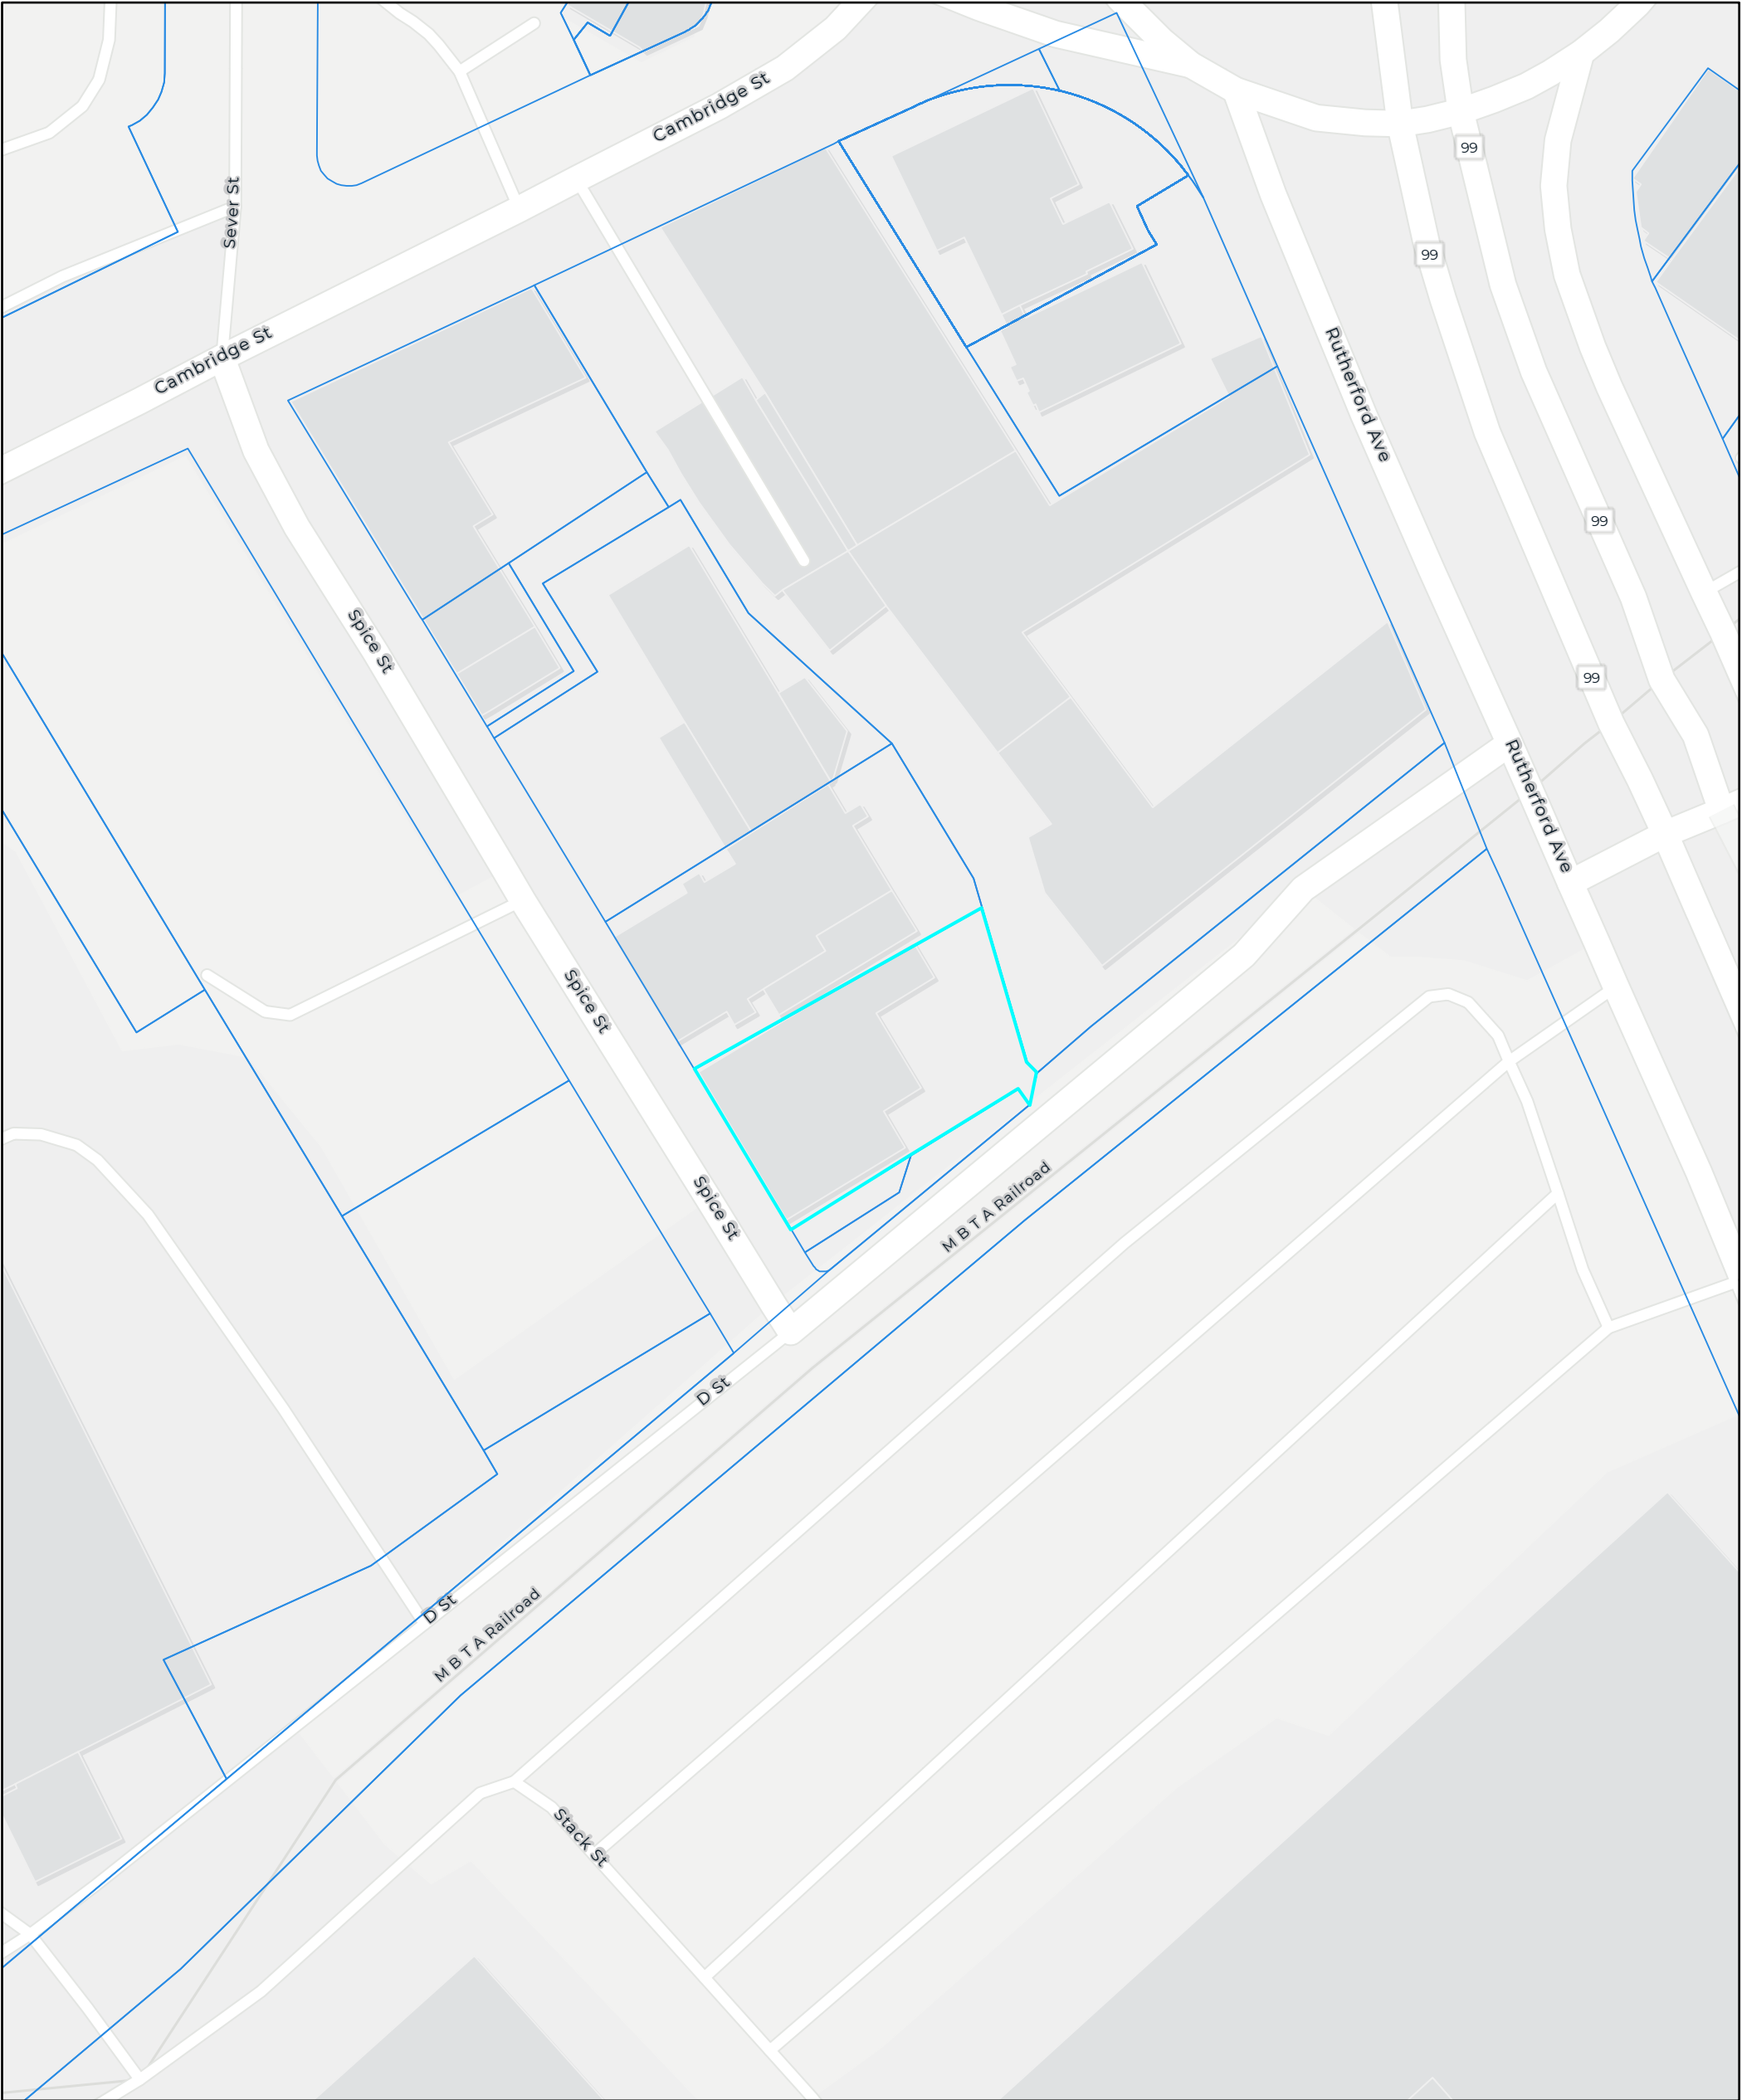 Cambridge St
99
Sever St
99
Cambridge St
Rutherford Ave
99
Spice St
99
Rutherford Ave
Spice St
Spice St
M B T A Railroad
D St
D St
M B T A Railroad
Stack St